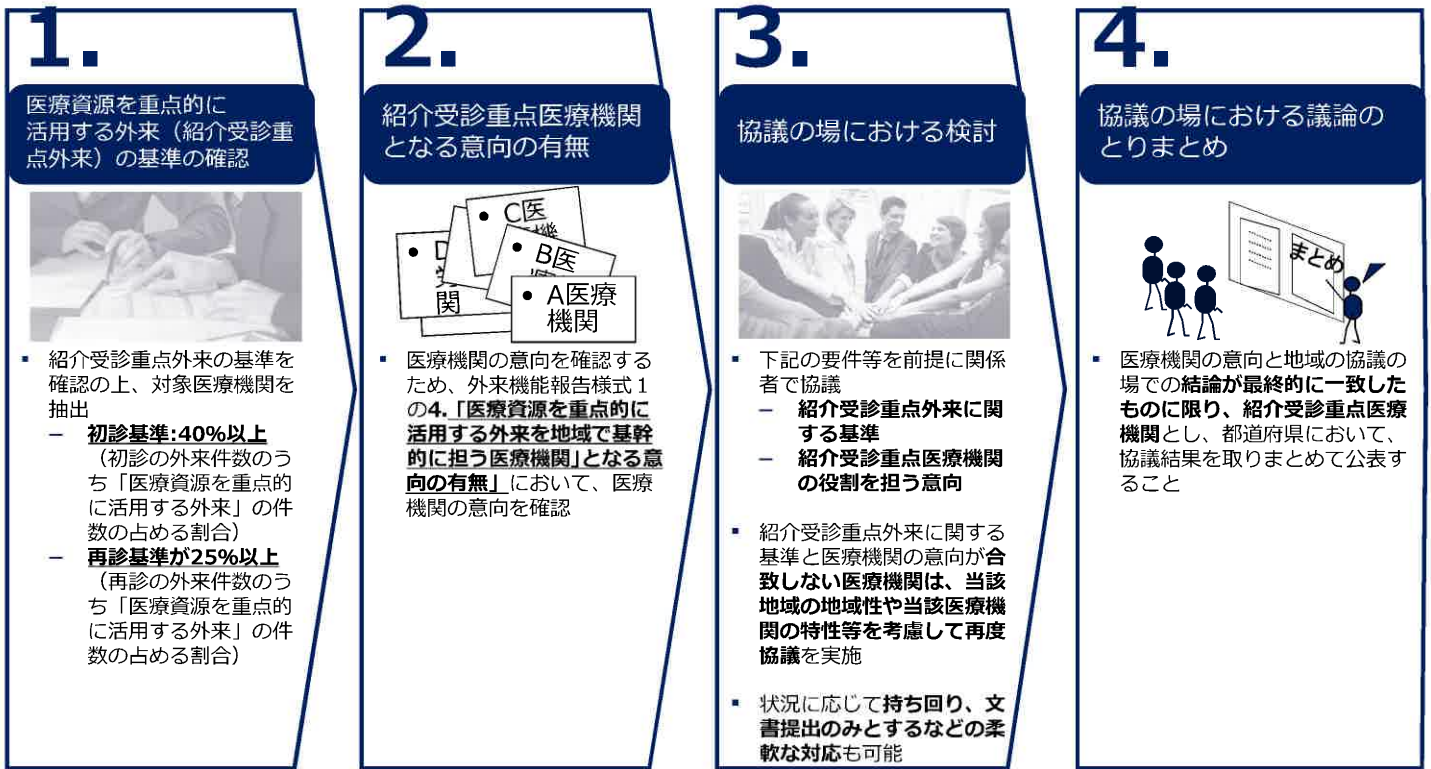 1.
医療資源を重点的に
活用する外来（紹介受診重
点外来）の基準の確認
▪ 紹介受診重点外来の基準を
確認の上、対象医療機関を
抽出
– 初診基準:40%以上
（初診の外来件数のう
ち「医療資源を重点的
に活用する外来」の件
数の占める割合）
– 再診基準が25%以上
（再診の外来件数のう
ち「医療資源を重点的
に活用する外来」の件
数の占める割合）
2.
紹介受診重点医療機関
となる意向の有無
• C医
機
• B医
• D
関
• A医療
機関
▪ 医療機関の意向を確認する
ため、外来機能報告様式１
の4.「医療資源を重点的に
活用する外来を地域で基幹
的に担う医療機関」となる意
向の有無」において、医療
機関の意向を確認
3.
協議の場における検討
▪ 下記の要件等を前提に関係
者で協議
– 紹介受診重点外来に関
する基準
– 紹介受診重点医療機関
の役割を担う意向
▪ 紹介受診重点外来に関する
基準と医療機関の意向が合
致しない医療機関は、当該
地域の地域性や当該医療機
関の特性等を考慮して再度
協議を実施
▪ 状況に応じて持ち回り、文
書提出のみとするなどの柔
軟な対応も可能
4.
協議の場における議論の
とりまとめ
まとめ
▪ 医療機関の意向と地域の協議の
場での結論が最終的に一致した
ものに限り、紹介受診重点医療
機関とし、都道府県において、
協議結果を取りまとめて公表す
ること